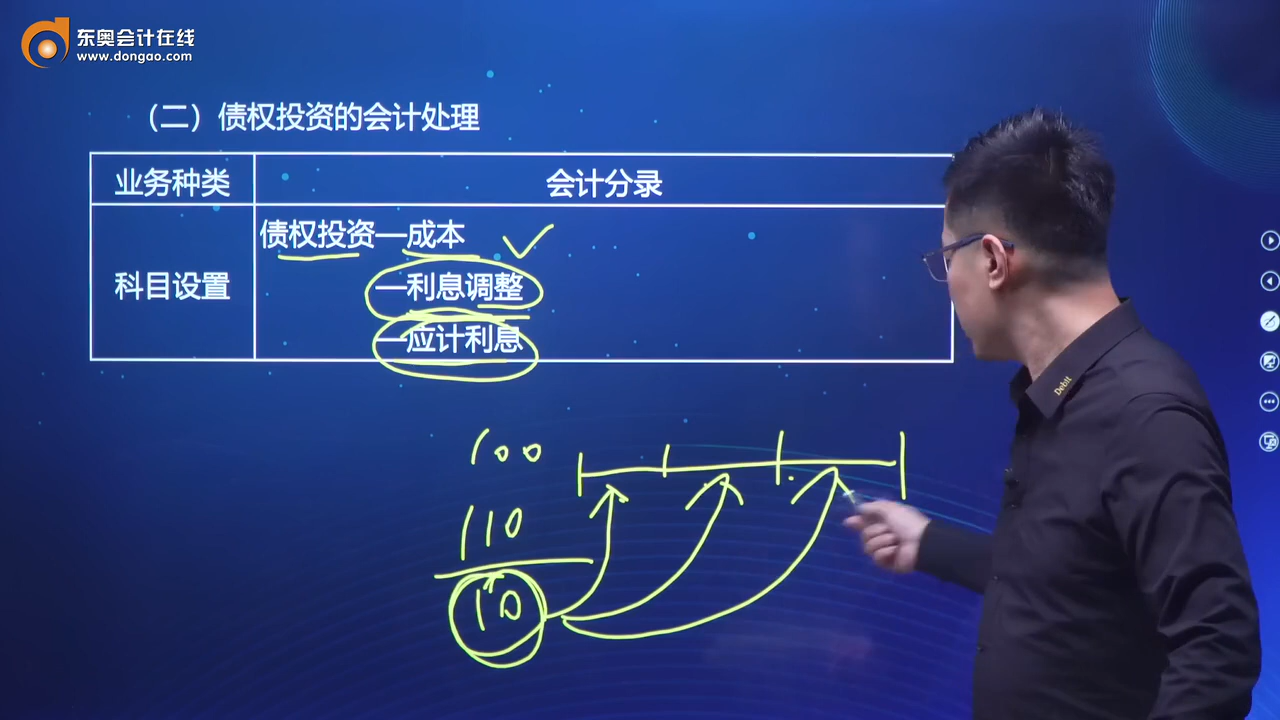 东奥会计在线
www.dongao.com
（二）债权投资的会计处理
业务种类
会计分录
科目设置
债权投资—成本
—利息调整
—应计利息
100
110
10
Debit